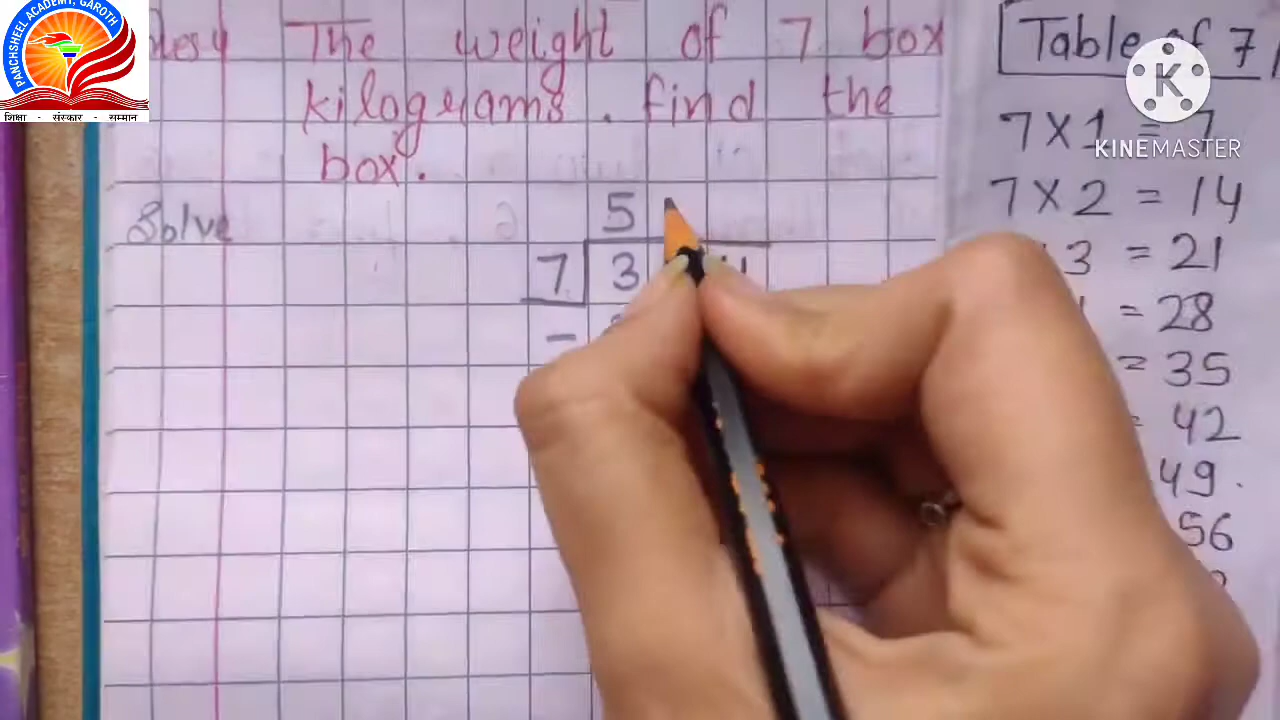 PANCHSHEEL ACADEMY, GAROTH
शिक्षा - संस्कार - सम्मान
The weight of 7 box
kilograms. find the
box.
Solve
5
7 3
-
Table of 7
7 X 1 = 7
7 X 2 = 14
3 = 21
= 28
= 35
42
49.
56
K
KINEMASTER